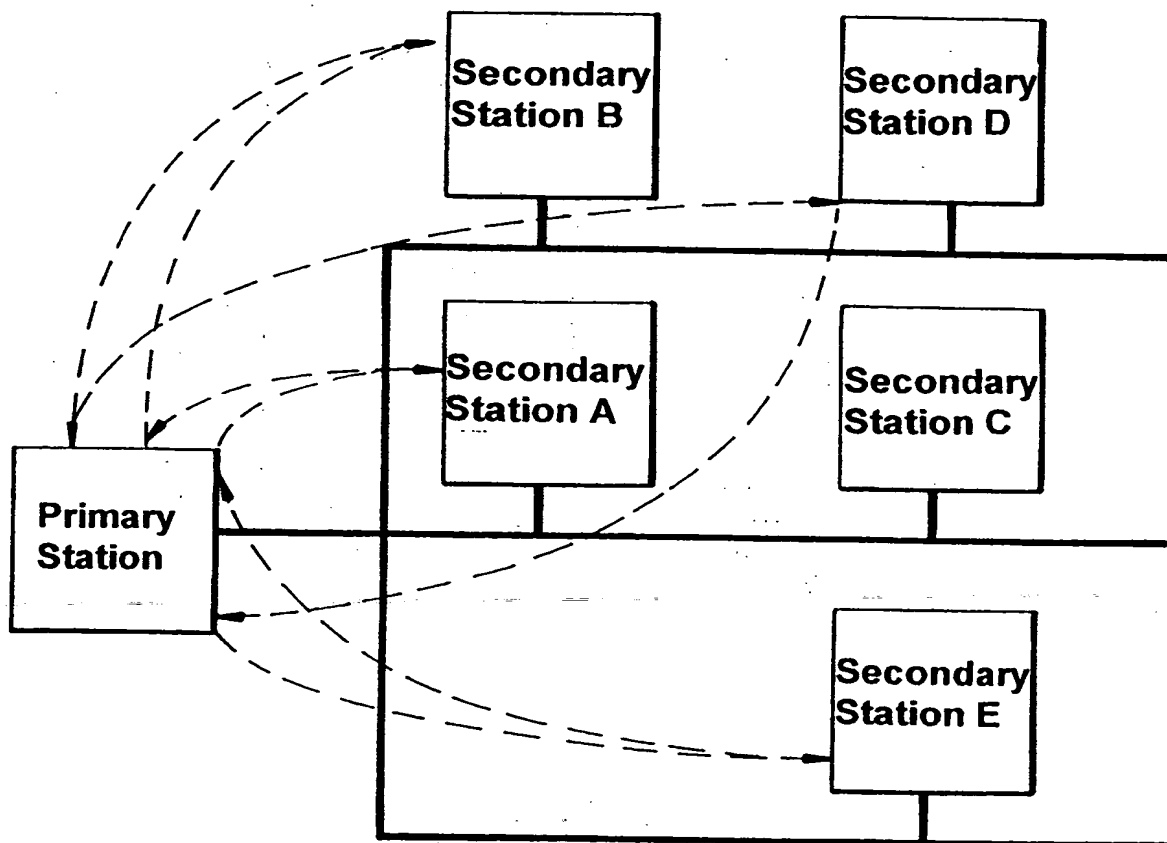 Secondary
Station B
Secondary
Station D
Secondary
Station A
Secondary
Station C
Primary
Station
Secondary
Station E